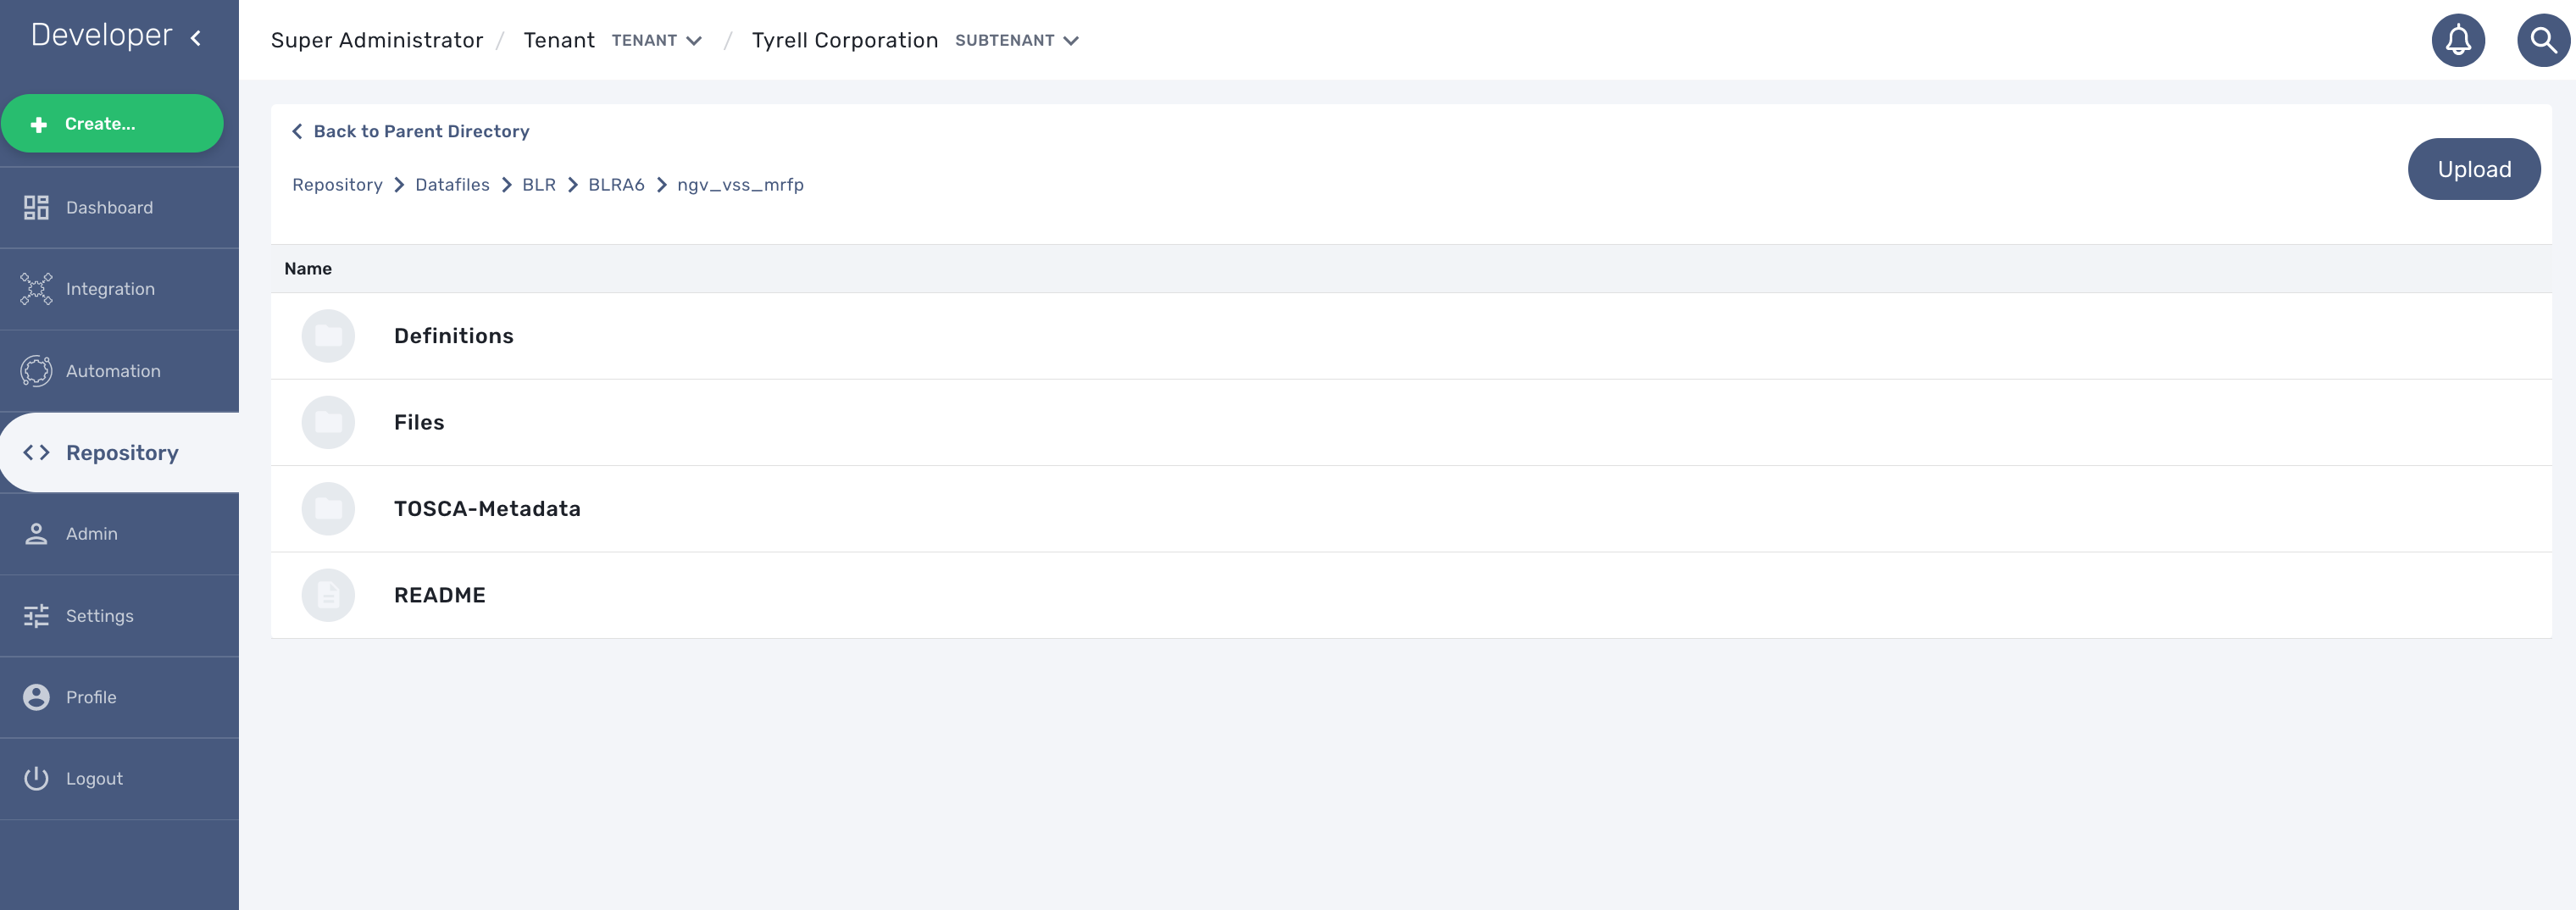 Developer
Super Administrator / Tenant TENANT / Tyrell Corporation SUBTENANT
Create...
Dashboard
Integration
Automation
Repository
Admin
Settings
Profile
Logout
Back to Parent Directory
Repository Datafiles BLR BLRA6 ngv_vss_mrfp
Upload
Name
Definitions
Files
TOSCA-Metadata
README